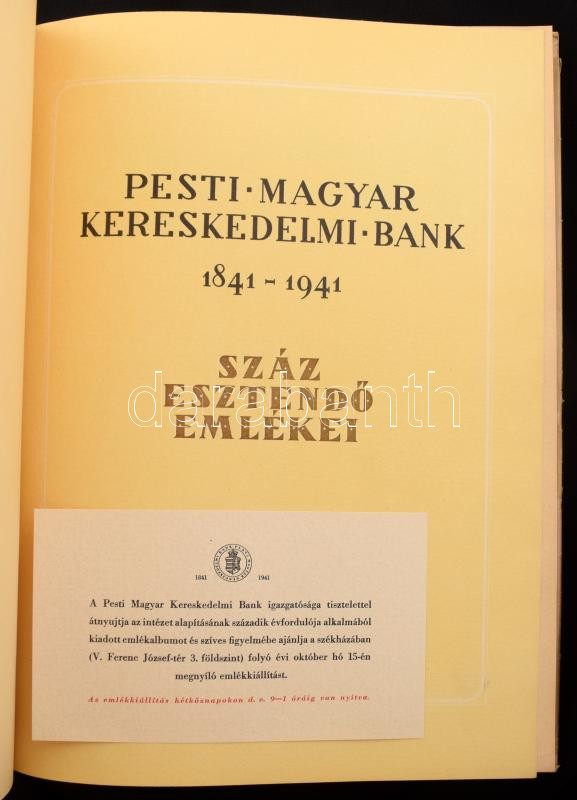 PESTI · MAGYAR
KERESKEDELMI · BANK
1841 - 1941
SZÁZ
ESZTENDŐ
EMLÉKEI
darabanth
1841 1941
A Pesti Magyar Kereskedelmi Bank igazgatósága tisztelettel
átnyujtja az intézet alapításának századik évfordulója alkalmából
kiadott emlékalbumot és szíves figyelmébe ajánlja a székházában
(V. Ferenc József-tér 3. földszint) folyó évi október hó 15-én
megnyíló emlékkiállítást.
Az emlékkiállítás hétköznapokon d. e. 9—1 óráig van nyitva.